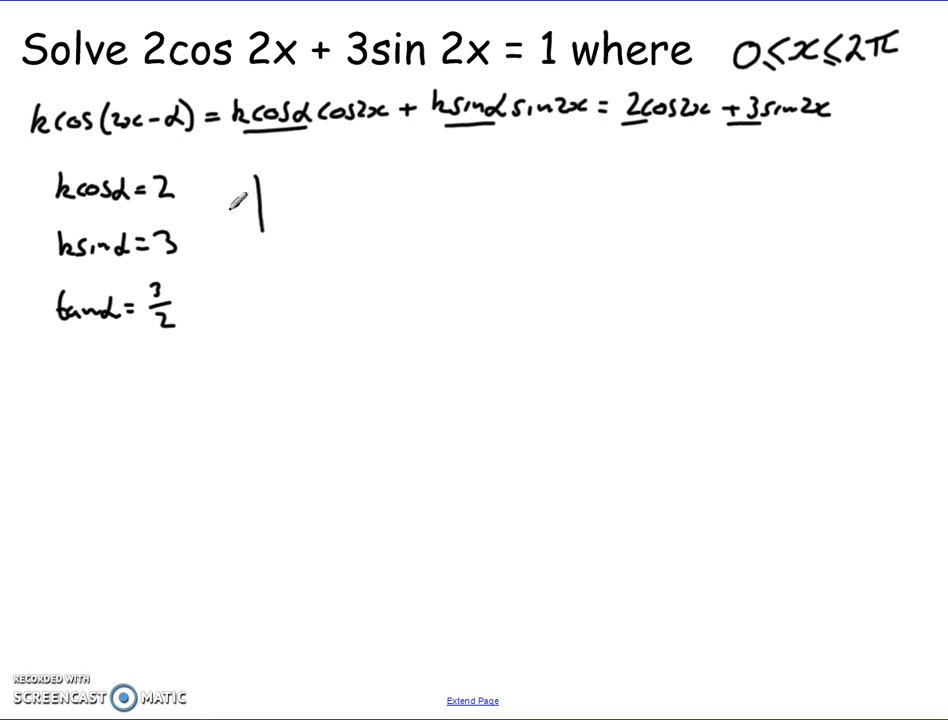 Solve 2cos 2x + 3sin 2x = 1 where 0≤x≤2π
kcos(2x-α) = kcosα cos2x + ksinα sin2x = 2cos2x + 3sin2x
kcosα = 2
ksinα = 3
tanα = 3/2
RECORDED WITH
SCREENCAST MATIC
Extend Page